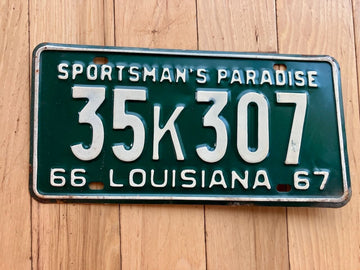 SPORTSMAN'S PARADISE
35K307
66 LOUISIANA 67